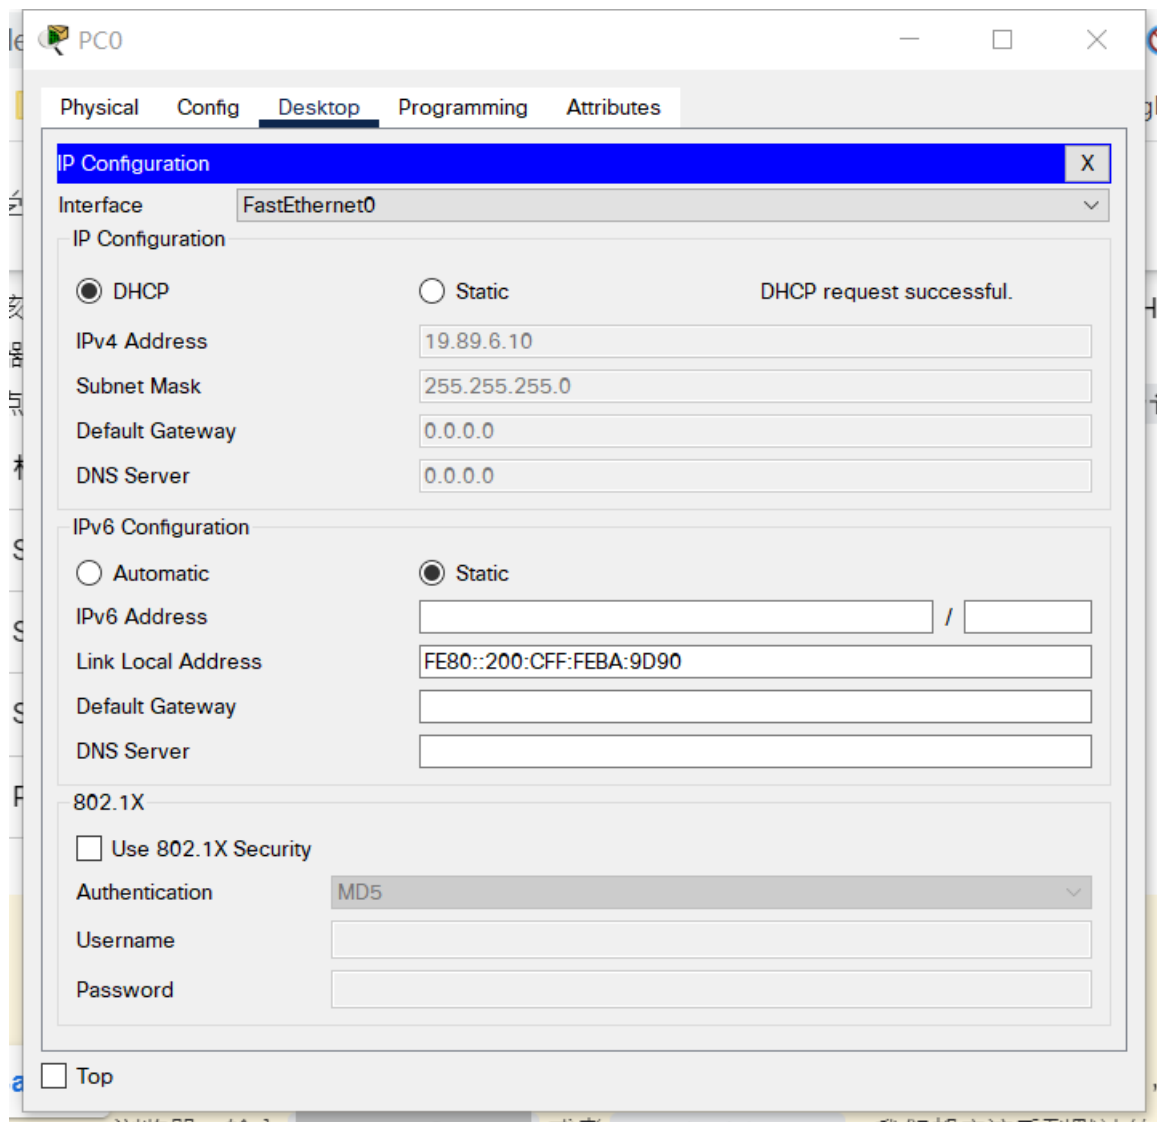 PC0
Physical Config Desktop Programming Attributes
IP Configuration X
Interface FastEthernet0
IP Configuration
DHCP Static DHCP request successful.
IPv4 Address 19.89.6.10
Subnet Mask 255.255.255.0
Default Gateway 0.0.0.0
DNS Server 0.0.0.0
IPv6 Configuration
Automatic Static
IPv6 Address /
Link Local Address FE80::200:CFF:FEBA:9D90
Default Gateway
DNS Server
802.1X
Use 802.1X Security
Authentication MD5
Username
Password
Top